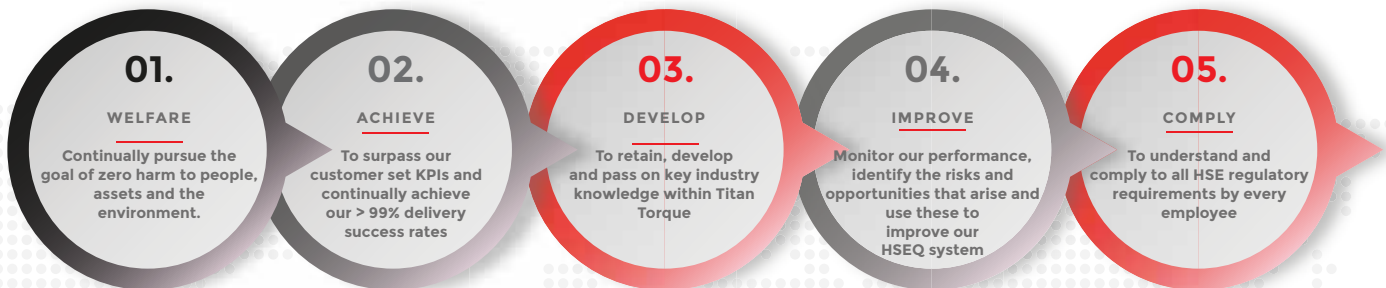 01.
WELFARE
Continually pursue the
goal of zero harm to people,
assets and the
environment.
02.
ACHIEVE
To surpass our
customer set KPIs and
continually achieve
our > 99% delivery
success rates
03.
DEVELOP
To retain, develop
and pass on key industry
knowledge within Titan
Torque
04.
IMPROVE
Monitor our performance,
identify the risks and
opportunities that arise and
use these to
improve our
HSEQ system
05.
COMPLY
To understand and
comply to all HSE regulatory
requirements by every
employee